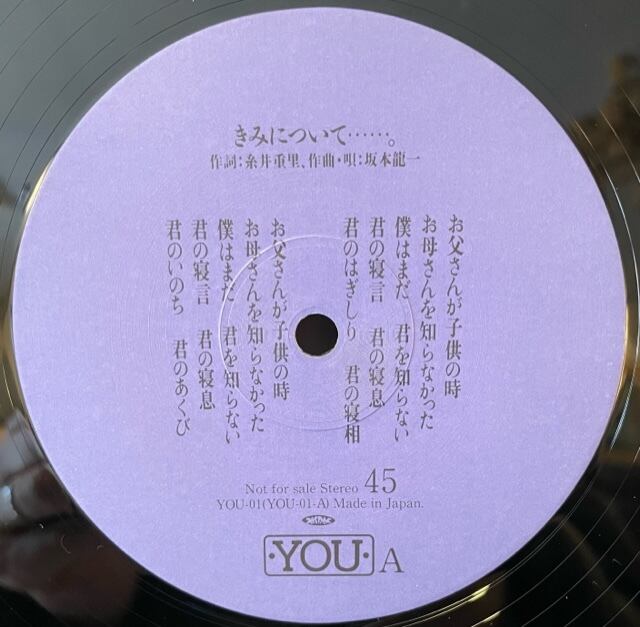 きみについて……。
作詞：糸井重里、作曲・唄：坂本龍一
お父さんが子供の時
お母さんを知らなかった
僕はまだ 君を知らない
君の寝言 君の寝息
君のはぎしり 君の寝相
お父さんが子供の時
お母さんを知らなかった
僕はまだ 君を知らない
君の寝言 君の寝息
君のいのち 君のあくび
Not for sale Stereo 45
YOU-01(YOU-01-A) Made in Japan.
·YOU· A